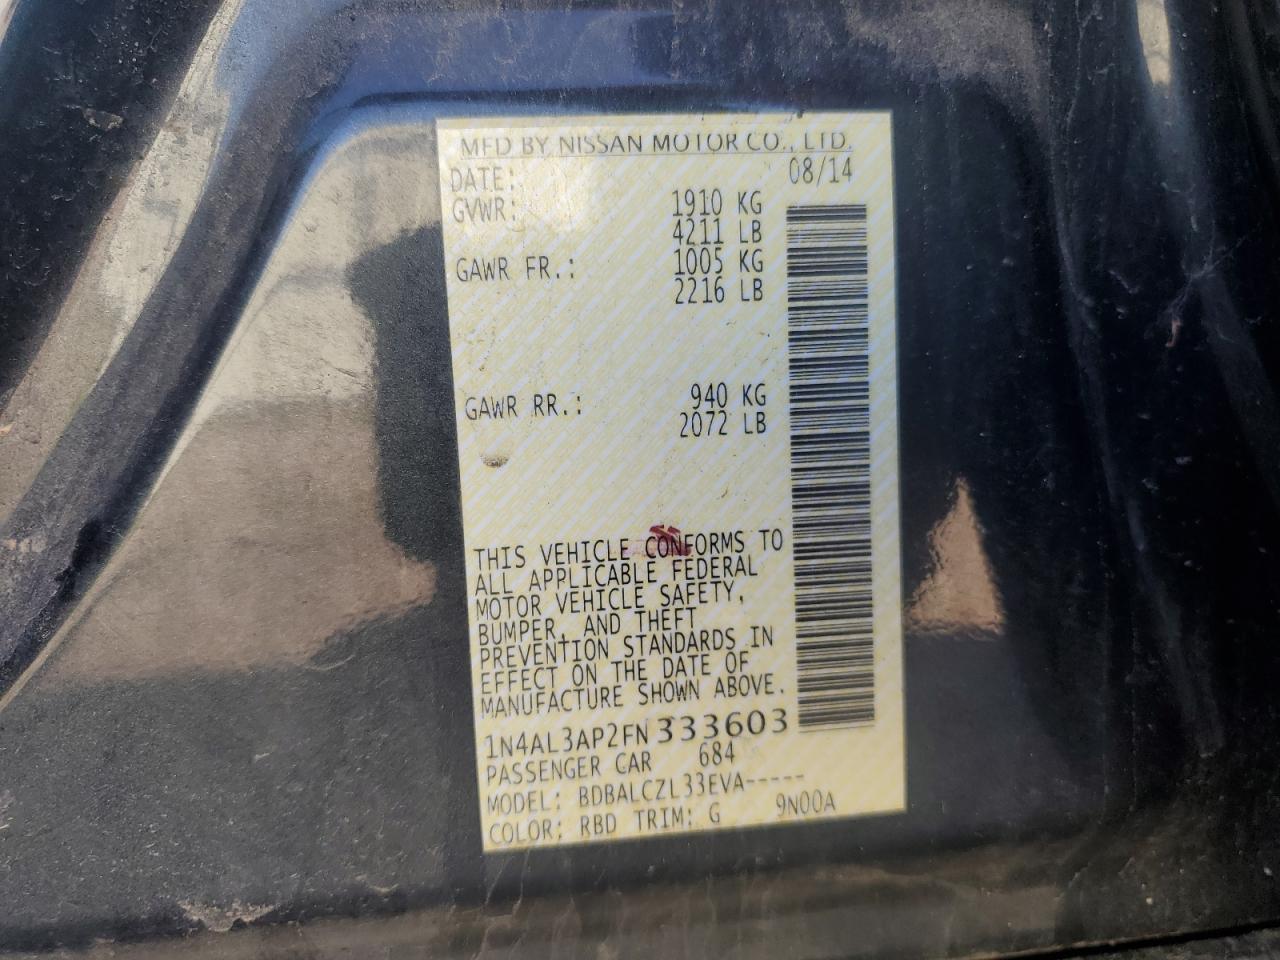 MFD BY NISSAN MOTOR CO., LTD.
DATE: 08/14
GVWR: 1910 KG
4211 LB
GAWR FR.: 1005 KG
2216 LB
GAWR RR.: 940 KG
2072 LB
THIS VEHICLE CONFORMS TO
ALL APPLICABLE FEDERAL
MOTOR VEHICLE SAFETY,
BUMPER, AND THEFT
PREVENTION STANDARDS IN
EFFECT ON THE DATE OF
MANUFACTURE SHOWN ABOVE.
1N4AL3AP2FN333603
PASSENGER CAR 684
MODEL: BDBALCZL33EVA-----
COLOR: RBD TRIM: G 9N00A